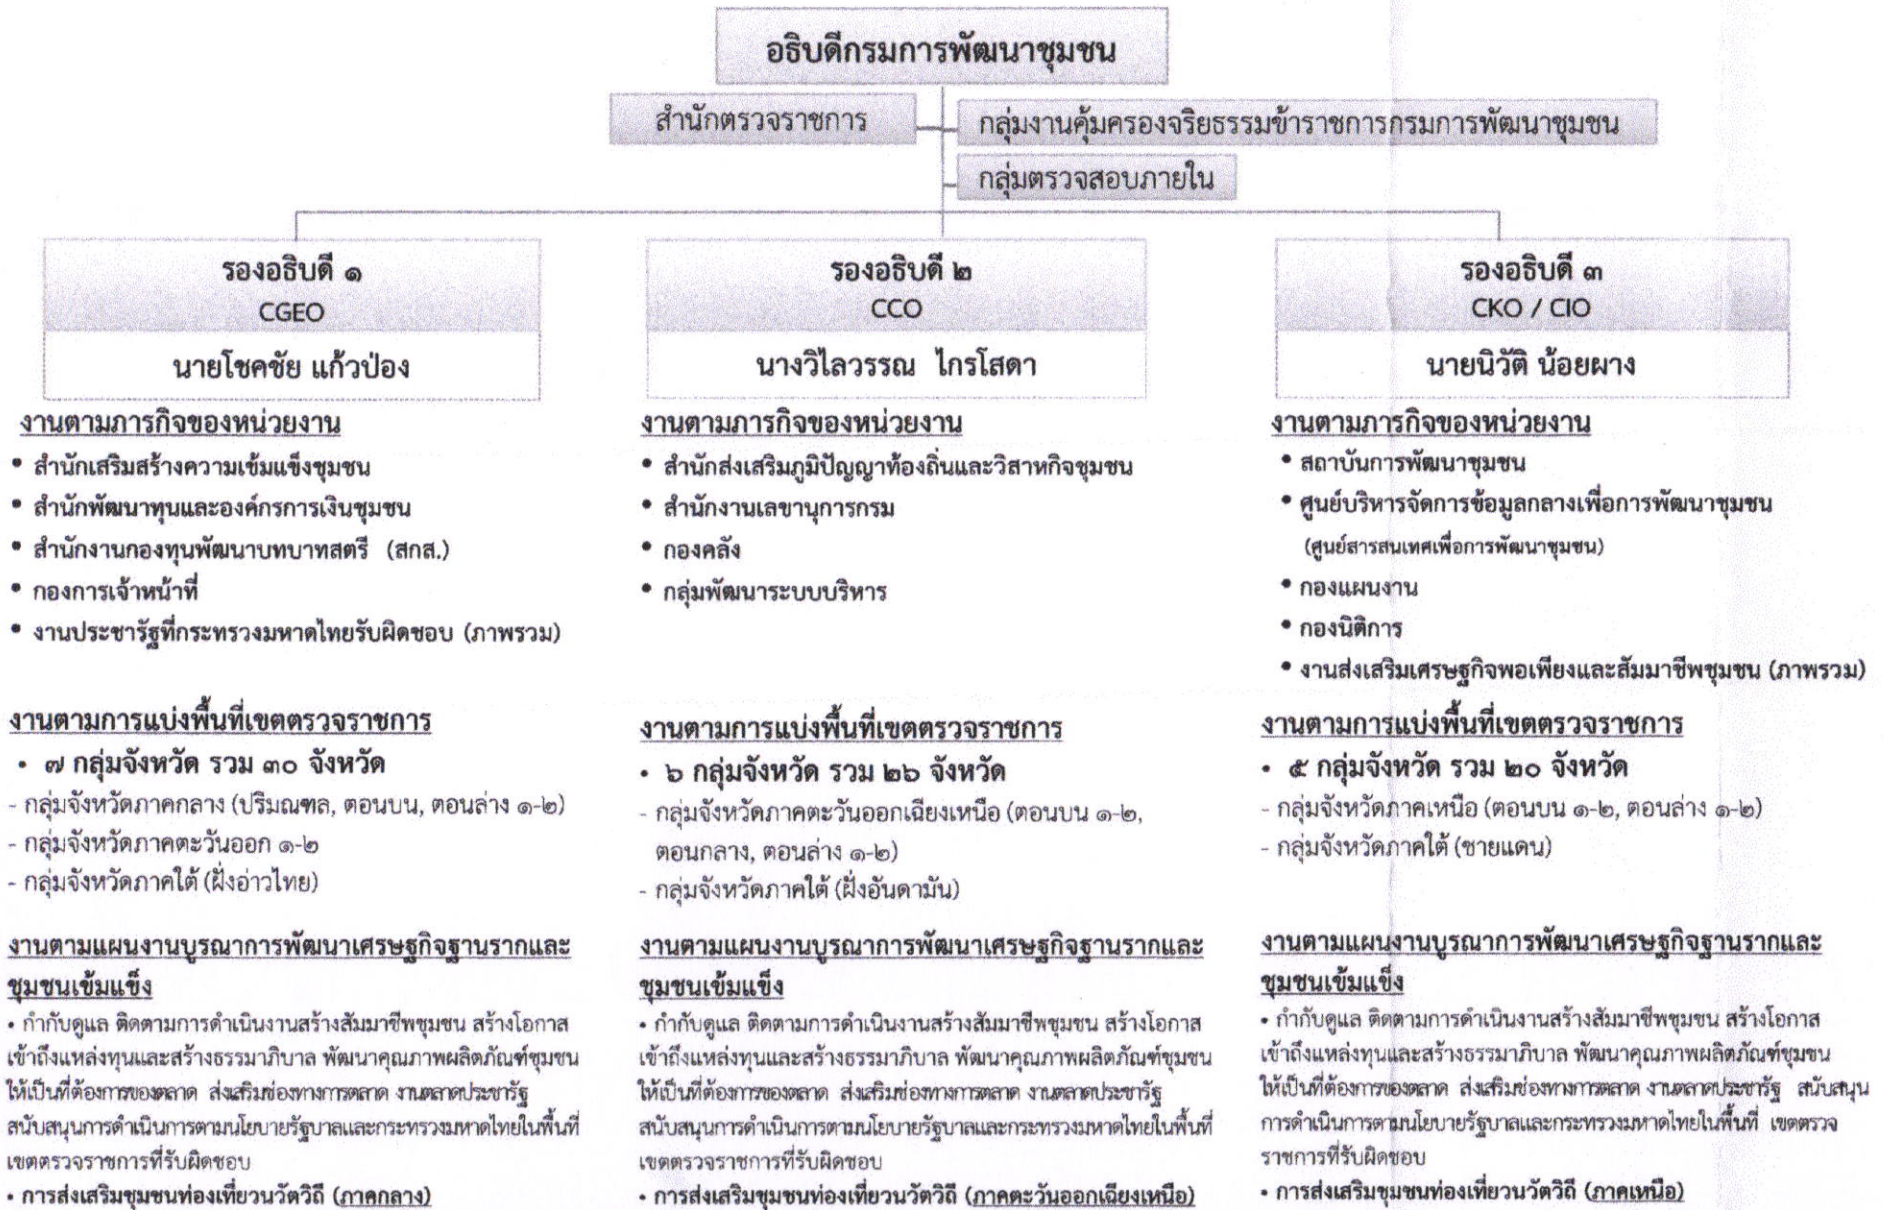 อธิบดีกรมการพัฒนาชุมชน
สำนักตรวจราชการ
กลุ่มงานคุ้มครองจริยธรรมข้าราชการกรมการพัฒนาชุมชน
กลุ่มตรวจสอบภายใน
รองอธิบดี ๑
CGEO
นายโชคชัย แก้วป่อง
งานตามภารกิจของหน่วยงาน
• สำนักเสริมสร้างความเข้มแข็งชุมชน
• สำนักพัฒนาทุนและองค์กรการเงินชุมชน
• สำนักงานกองทุนพัฒนาบทบาทสตรี (สกส.)
• กองการเจ้าหน้าที่
• งานประชารัฐที่กระทรวงมหาดไทยรับผิดชอบ (ภาพรวม)
งานตามการแบ่งพื้นที่เขตตรวจราชการ
• ๗ กลุ่มจังหวัด รวม ๓๐ จังหวัด
- กลุ่มจังหวัดภาคกลาง (ปริมณฑล, ตอนบน, ตอนล่าง ๑-๒)
- กลุ่มจังหวัดภาคตะวันออก ๑-๒
- กลุ่มจังหวัดภาคใต้ (ฝั่งอ่าวไทย)
งานตามแผนงานบูรณาการพัฒนาเศรษฐกิจฐานรากและ
ชุมชนเข้มแข็ง
• กำกับดูแล ติดตามการดำเนินงานสร้างสัมมาชีพชุมชน สร้างโอกาส
เข้าถึงแหล่งทุนและสร้างธรรมาภิบาล พัฒนาคุณภาพผลิตภัณฑ์ชุมชน
ให้เป็นที่ต้องการของตลาด ส่งเสริมช่องทางการตลาด งานตลาดประชารัฐ
สนับสนุนการดำเนินการตามนโยบายรัฐบาลและกระทรวงมหาดไทยในพื้นที่
เขตตรวจราชการที่รับผิดชอบ
• การส่งเสริมชุมชนท่องเที่ยวนวัตวิถี (ภาคกลาง)
รองอธิบดี ๒
CCO
นางวิไลวรรณ ไกรโสดา
งานตามภารกิจของหน่วยงาน
• สำนักส่งเสริมภูมิปัญญาท้องถิ่นและวิสาหกิจชุมชน
• สำนักงานเลขานุการกรม
• กองคลัง
• กลุ่มพัฒนาระบบบริหาร
งานตามการแบ่งพื้นที่เขตตรวจราชการ
• ๖ กลุ่มจังหวัด รวม ๒๖ จังหวัด
- กลุ่มจังหวัดภาคตะวันออกเฉียงเหนือ (ตอนบน ๑-๒,
ตอนกลาง, ตอนล่าง ๑-๒)
- กลุ่มจังหวัดภาคใต้ (ฝั่งอันดามัน)
งานตามแผนงานบูรณาการพัฒนาเศรษฐกิจฐานรากและ
ชุมชนเข้มแข็ง
• กำกับดูแล ติดตามการดำเนินงานสร้างสัมมาชีพชุมชน สร้างโอกาส
เข้าถึงแหล่งทุนและสร้างธรรมาภิบาล พัฒนาคุณภาพผลิตภัณฑ์ชุมชน
ให้เป็นที่ต้องการของตลาด ส่งเสริมช่องทางการตลาด งานตลาดประชารัฐ
สนับสนุนการดำเนินการตามนโยบายรัฐบาลและกระทรวงมหาดไทยในพื้นที่
เขตตรวจราชการที่รับผิดชอบ
• การส่งเสริมชุมชนท่องเที่ยวนวัตวิถี (ภาคตะวันออกเฉียงเหนือ)
รองอธิบดี ๓
CKO / CIO
นายนิวัติ น้อยผาง
งานตามภารกิจของหน่วยงาน
• สถาบันการพัฒนาชุมชน
• ศูนย์บริหารจัดการข้อมูลกลางเพื่อการพัฒนาชุมชน
(ศูนย์สารสนเทศเพื่อการพัฒนาชุมชน)
• กองแผนงาน
• กองนิติการ
• งานส่งเสริมเศรษฐกิจพอเพียงและสัมมาชีพชุมชน (ภาพรวม)
งานตามการแบ่งพื้นที่เขตตรวจราชการ
• ๕ กลุ่มจังหวัด รวม ๒๐ จังหวัด
- กลุ่มจังหวัดภาคเหนือ (ตอนบน ๑-๒, ตอนล่าง ๑-๒)
- กลุ่มจังหวัดภาคใต้ (ชายแดน)
งานตามแผนงานบูรณาการพัฒนาเศรษฐกิจฐานรากและ
ชุมชนเข้มแข็ง
• กำกับดูแล ติดตามการดำเนินงานสร้างสัมมาชีพชุมชน สร้างโอกาส
เข้าถึงแหล่งทุนและสร้างธรรมาภิบาล พัฒนาคุณภาพผลิตภัณฑ์ชุมชน
ให้เป็นที่ต้องการของตลาด ส่งเสริมช่องทางการตลาด งานตลาดประชารัฐ สนับสนุน
การดำเนินการตามนโยบายรัฐบาลและกระทรวงมหาดไทยในพื้นที่ เขตตรวจ
ราชการที่รับผิดชอบ
• การส่งเสริมชุมชนท่องเที่ยวนวัตวิถี (ภาคเหนือ)